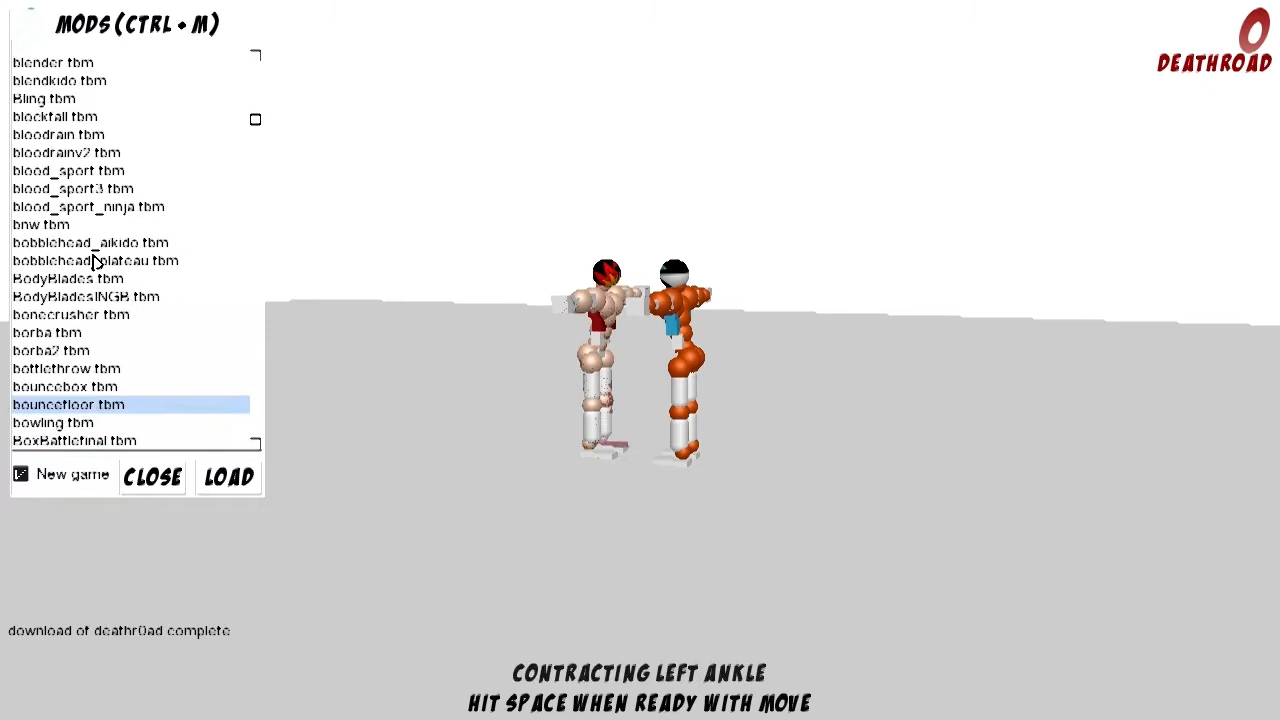 MODS (CTRL + M)
0
DEATHROAD
blender tbm
blendkido tbm
Bling tbm
blockfall tbm
bloodrain tbm
bloodrainv2 tbm
blood_sport tbm
blood_sport3 tbm
blood_sport_ninja tbm
bnw tbm
bobblehead_aikido tbm
bobblehead_plateau tbm
BodyBlades tbm
BodyBladesINGB tbm
bonecrusher tbm
borba tbm
borba2 tbm
bottlethrow tbm
bouncebox tbm
bouncefloor tbm
bowling tbm
BoxBattlefinal tbm
New game
CLOSE
LOAD
download of deathr0ad complete
CONTRACTING LEFT ANKLE
HIT SPACE WHEN READY WITH MOVE